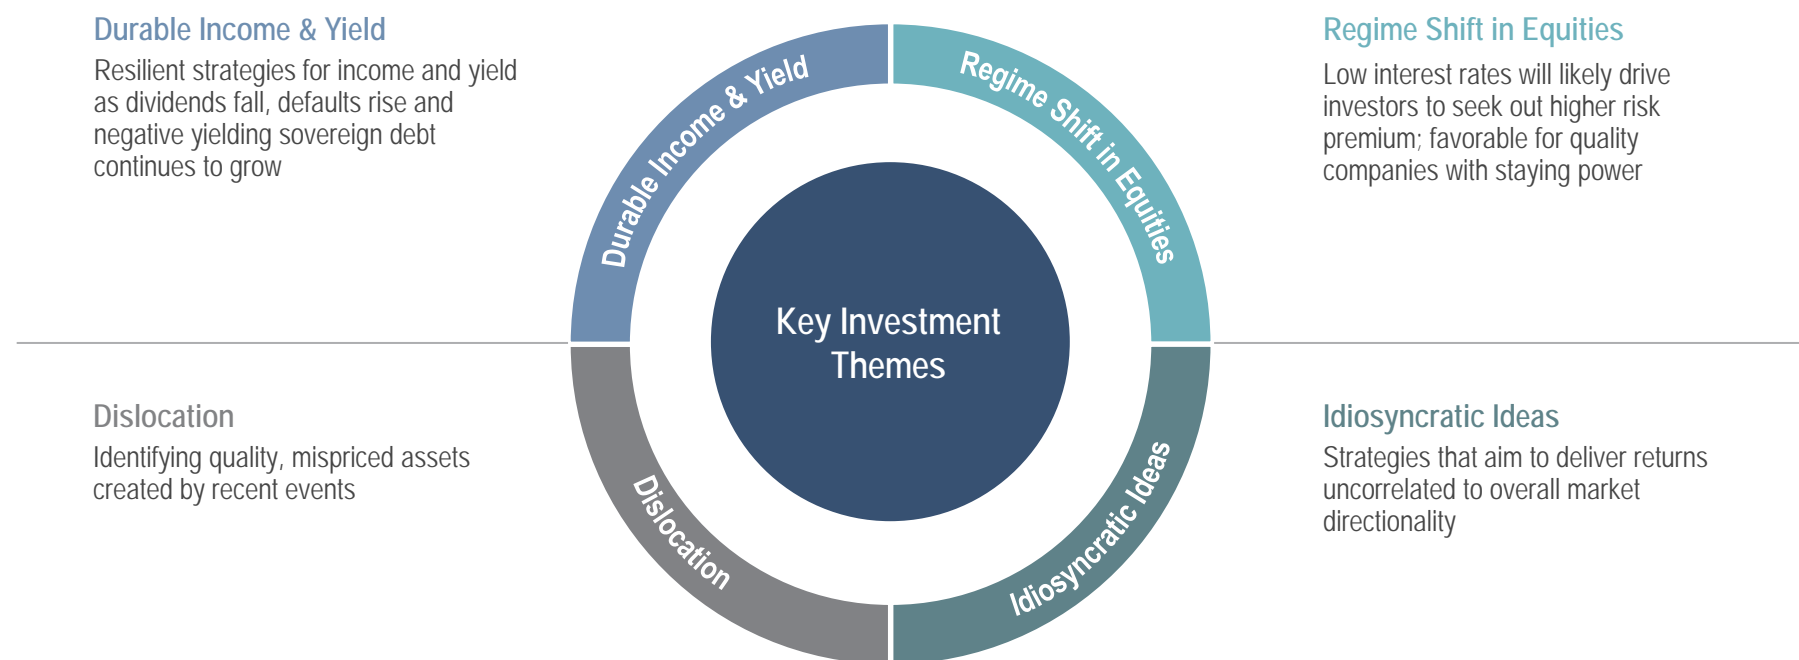 Durable Income & Yield
Resilient strategies for income and yield
as dividends fall, defaults rise and
negative yielding sovereign debt
continues to grow
Durable Income & Yield
Regime Shift in Equities
Regime Shift in Equities
Low interest rates will likely drive
investors to seek out higher risk
premium; favorable for quality
companies with staying power
Key Investment
Themes
Dislocation
Identifying quality, mispriced assets
created by recent events
Dislocation
Idiosyncratic Ideas
Idiosyncratic Ideas
Strategies that aim to deliver returns
uncorrelated to overall market
directionality